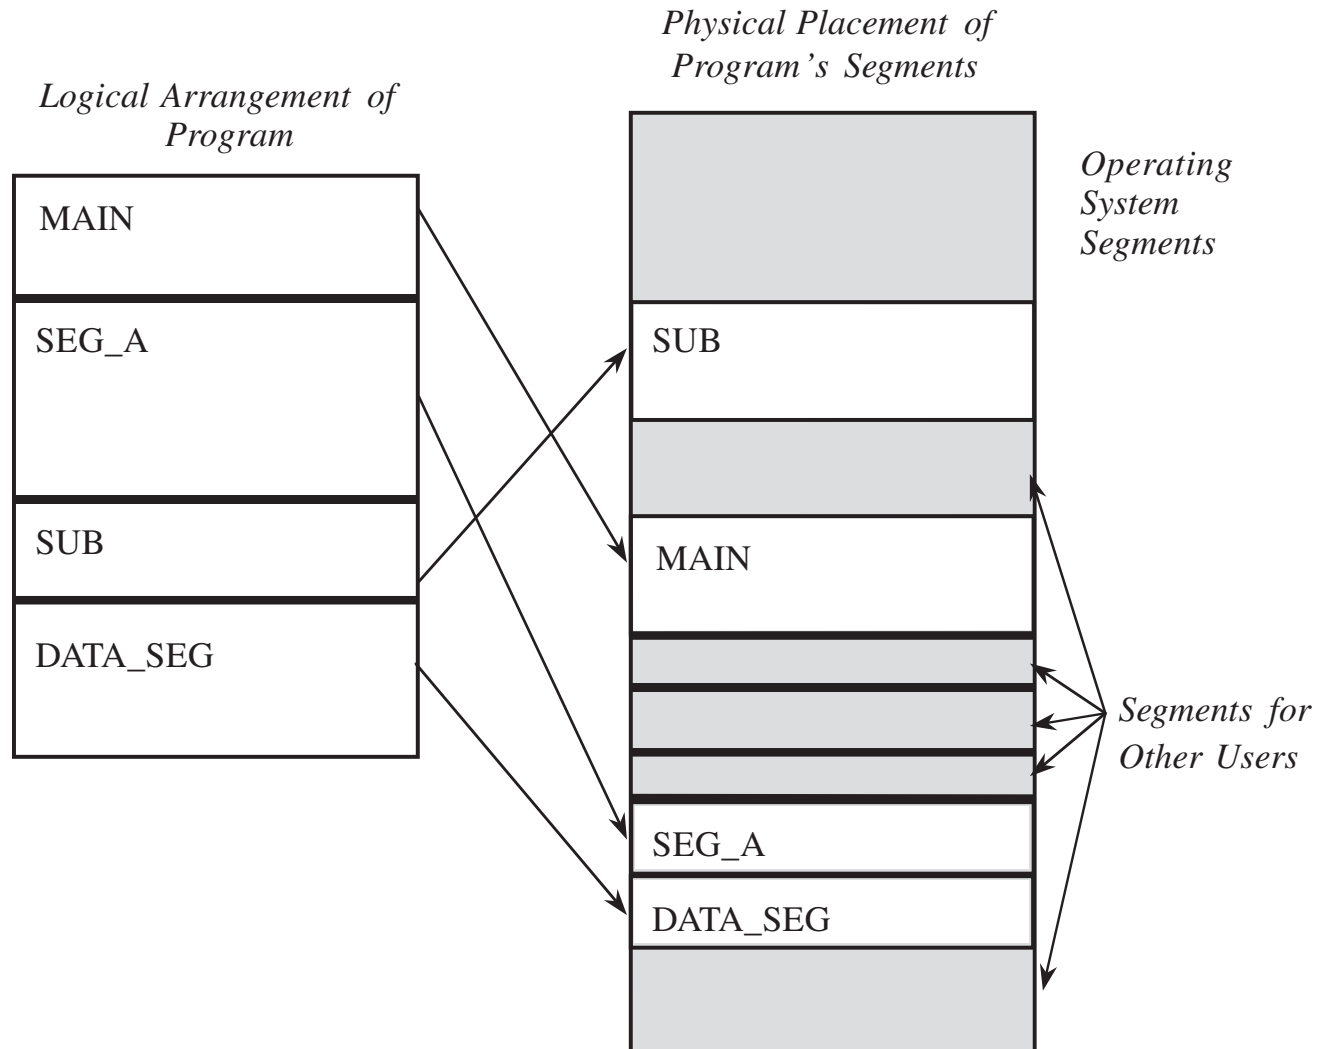 Logical Arrangement of
Program
MAIN
SEG_A
SUB
DATA_SEG
Physical Placement of
Program's Segments
SUB
MAIN
SEG_A
DATA_SEG
Operating
System
Segments
Segments for
Other Users